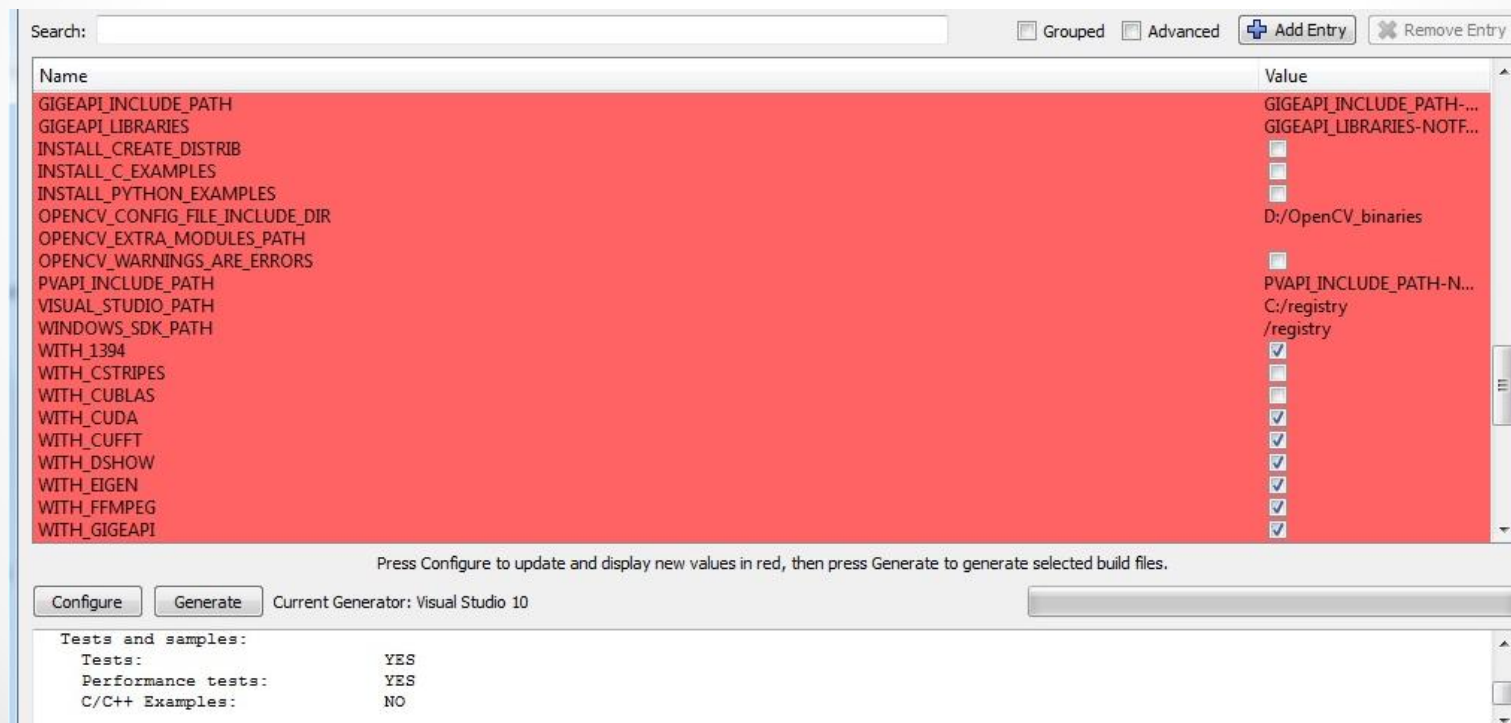 Search: Grouped Advanced Add Entry Remove Entry
Name Value
GIGEAPI_INCLUDE_PATH GIGEAPI_INCLUDE_PATH-...
GIGEAPI_LIBRARIES GIGEAPI_LIBRARIES-NOTF...
INSTALL_CREATE_DISTRIB
INSTALL_C_EXAMPLES
INSTALL_PYTHON_EXAMPLES
OPENCV_CONFIG_FILE_INCLUDE_DIR D:/OpenCV_binaries
OPENCV_EXTRA_MODULES_PATH
OPENCV_WARNINGS_ARE_ERRORS
PVAPI_INCLUDE_PATH PVAPI_INCLUDE_PATH-N...
VISUAL_STUDIO_PATH C:/registry
WINDOWS_SDK_PATH /registry
WITH_1394
WITH_CSTRIPES
WITH_CUBLAS
WITH_CUDA
WITH_CUFFT
WITH_DSHOW
WITH_EIGEN
WITH_FFMPEG
WITH_GIGEAPI
Press Configure to update and display new values in red, then press Generate to generate selected build files.
Configure Generate Current Generator: Visual Studio 10
Tests and samples:
Tests: YES
Performance tests: YES
C/C++ Examples: NO